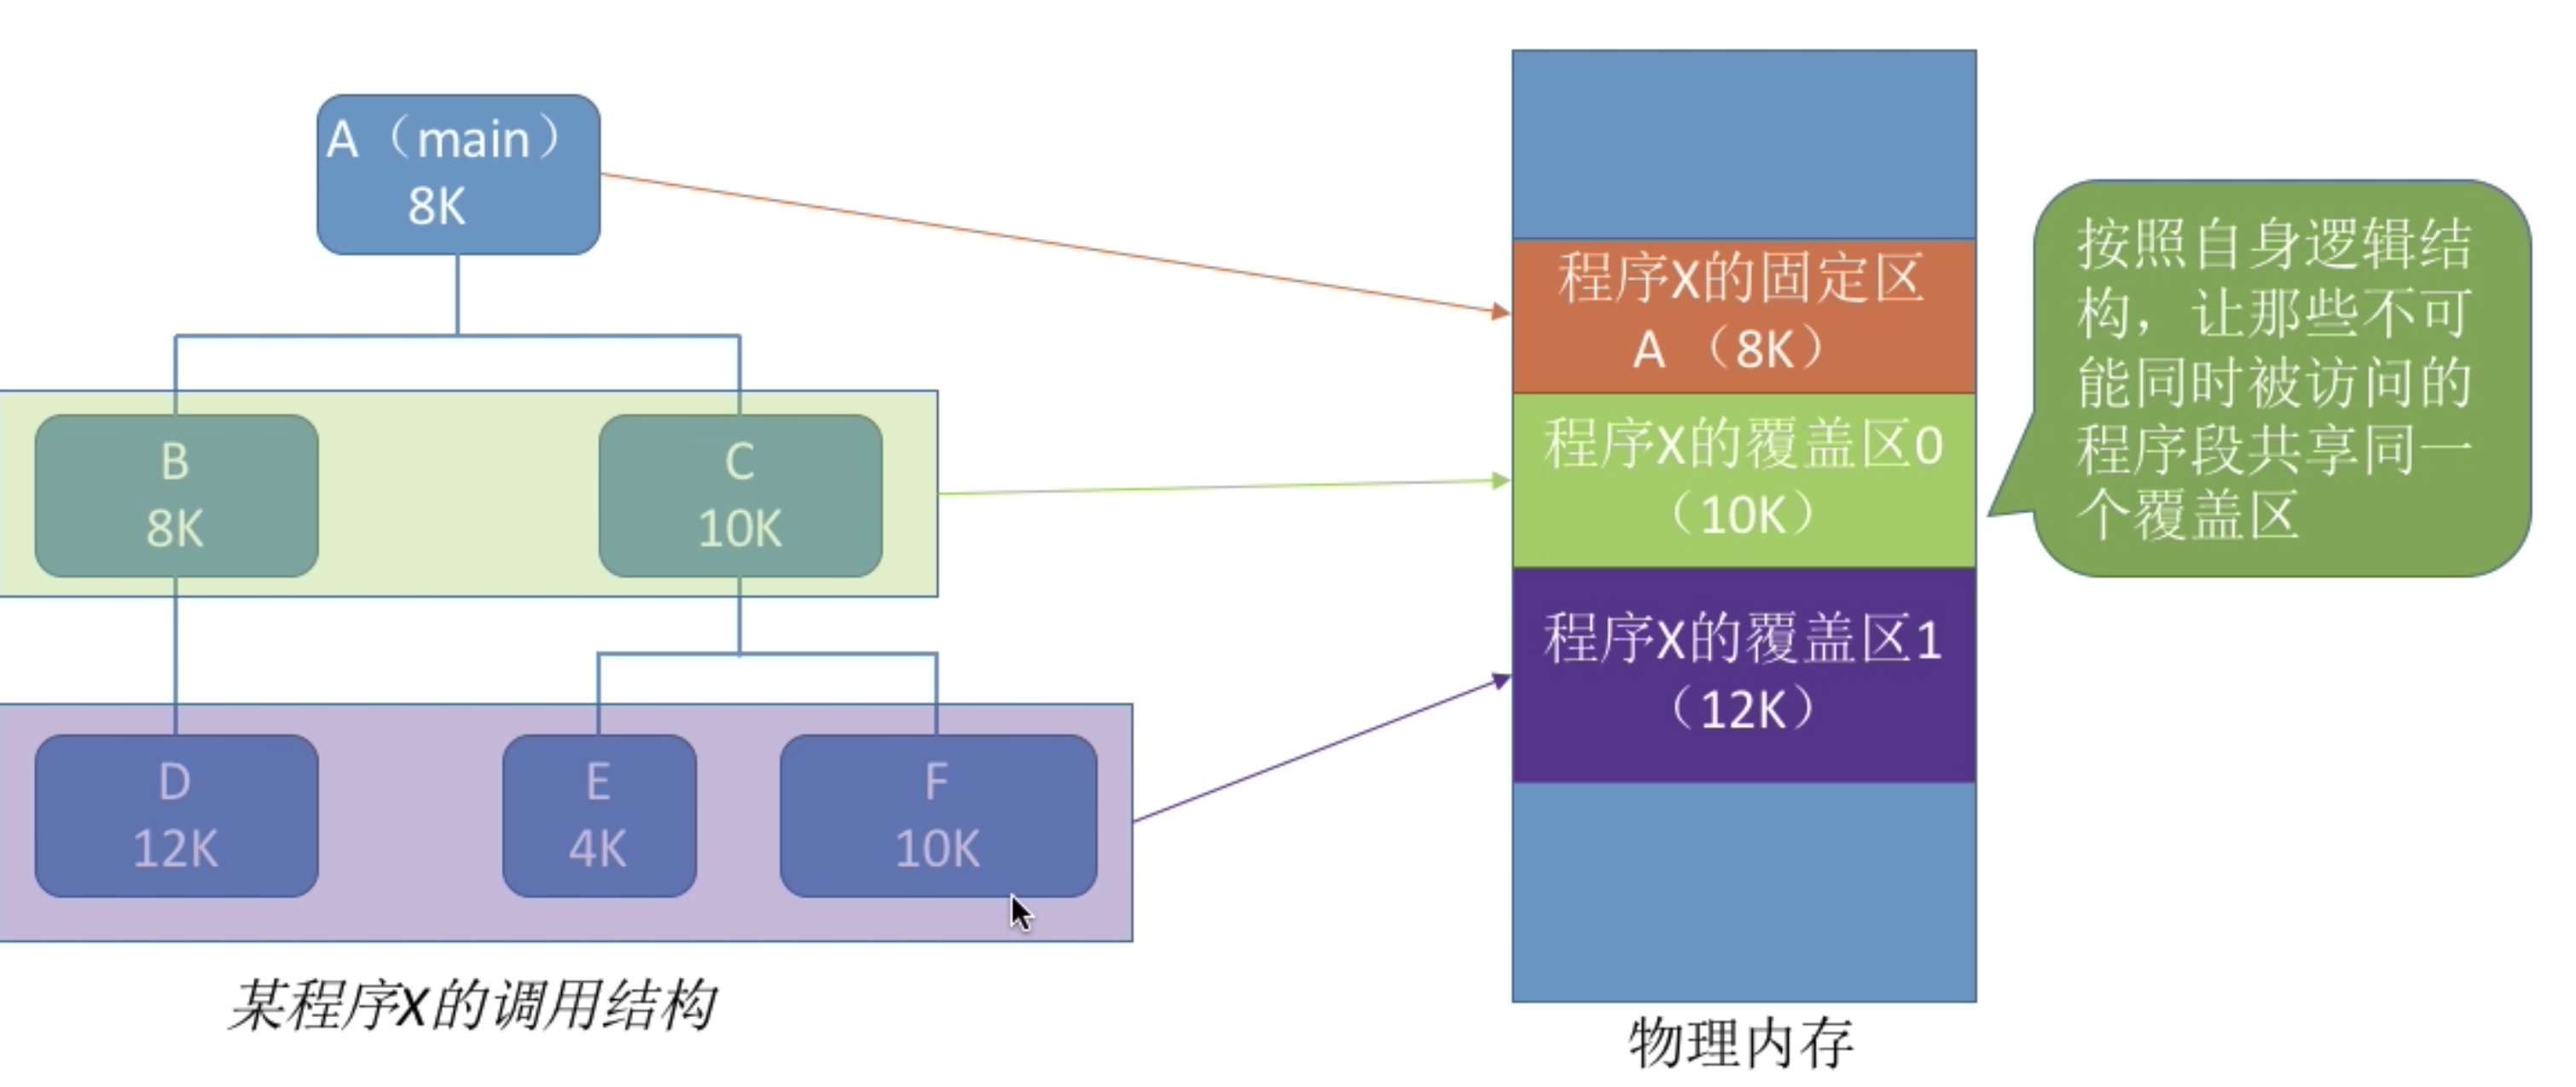 A（main）
8K
B
8K
C
10K
D
12K
E
4K
F
10K
某程序X的调用结构
程序X的固定区
A （8K）
程序X的覆盖区0
（10K）
程序X的覆盖区1
（12K）
物理内存
按照自身逻辑结
构，让那些不可
能同时被访问的
程序段共享同一
个覆盖区